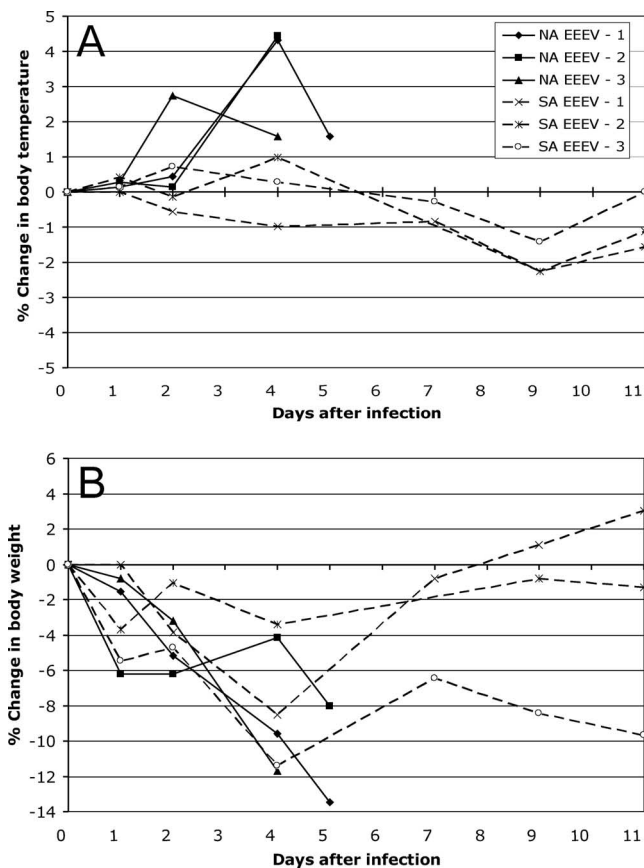 A
NA EEEV - 1
NA EEEV - 2
NA EEEV - 3
SA EEEV - 1
SA EEEV - 2
SA EEEV - 3
% Change in body temperature
5
4
3
2
1
0
-1
-2
-3
-4
-5
0 1 2 3 4 5 6 7 8 9 10 11
Days after infection
B
% Change in body weight
6
4
2
0
-2
-4
-6
-8
-10
-12
-14
0 1 2 3 4 5 6 7 8 9 10 11
Days after infection